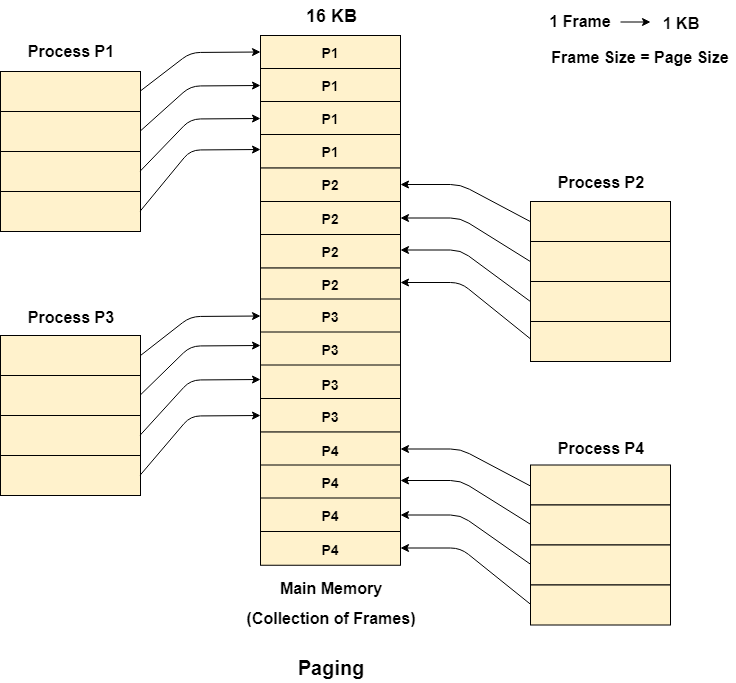 16 KB
1 Frame 1 KB
Frame Size = Page Size
Process P1
P1
P1
P1
P1
Process P2
P2
P2
P2
P2
Process P3
P3
P3
P3
P3
Process P4
P4
P4
P4
P4
Main Memory
(Collection of Frames)
Paging